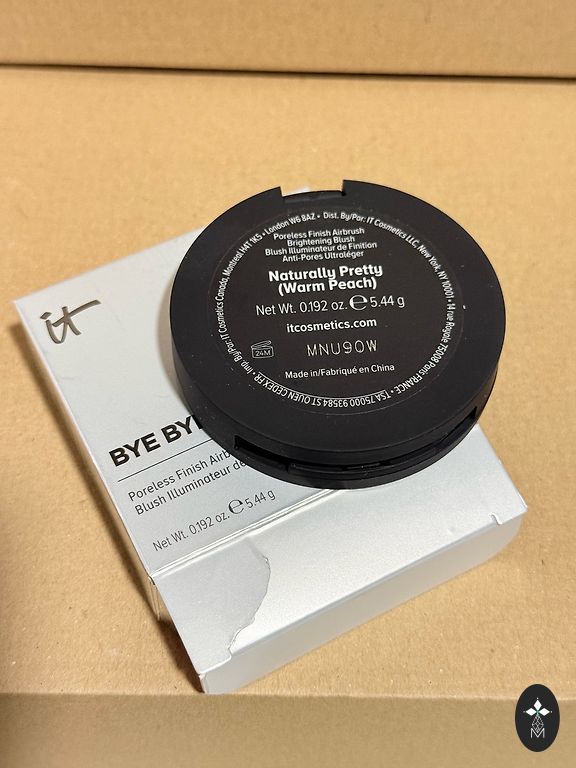 Imp. By/Par: IT Cosmetics Canada, Montreal M4T 1K5 • London W6 8AZ • Dist. By/Par: IT Cosmetics LLC, New York, NY 10001 • 14 rue Royale 75008 Paris FRANCE • TSA 75000 93584 ST OUEN CEDEX FR •
Poreless Finish Airbrush
Brightening Blush
Blush Illuminateur de Finition
Anti-Pores Ultraléger
Naturally Pretty
(Warm Peach)
Net Wt. 0.192 oz. ℮ 5.44 g
itcosmetics.com
24M
MNU90W
Made in/Fabriqué en China
it
BYE BY
Poreless Finish Airb
Blush Illuminateur de
Net Wt. 0.192 oz. ℮ 5.44 g
M